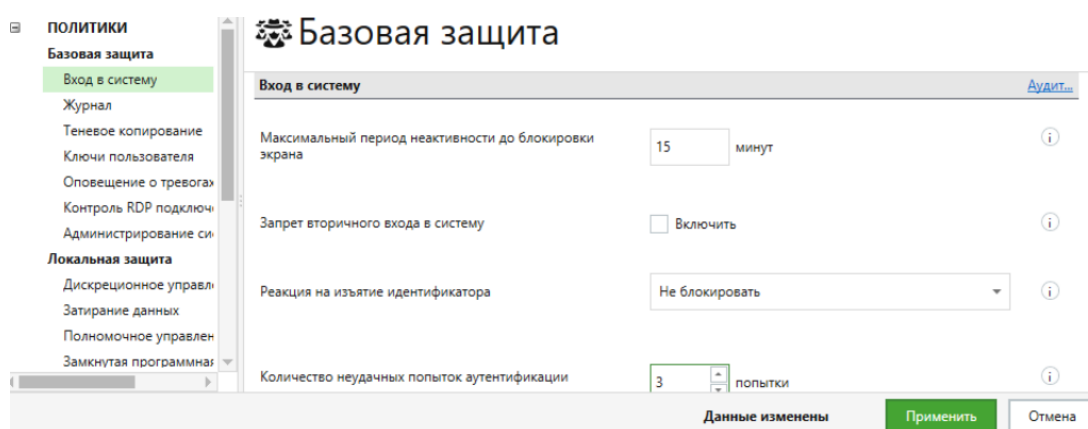 ПОЛИТИКИ
Базовая защита
Вход в систему
Журнал
Теневое копирование
Ключи пользователя
Оповещение о тревогах
Контроль RDP подключ
Администрирование си
Локальная защита
Дискреционное управл
Затирание данных
Полномочное управлен
Замкнутая программная
Базовая защита
Вход в систему
Аудит...
Максимальный период неактивности до блокировки
экрана
15 минут
Запрет вторичного входа в систему
Включить
Реакция на изъятие идентификатора
Не блокировать
Количество неудачных попыток аутентификации
3 попытки
Данные изменены
Применить
Отмена